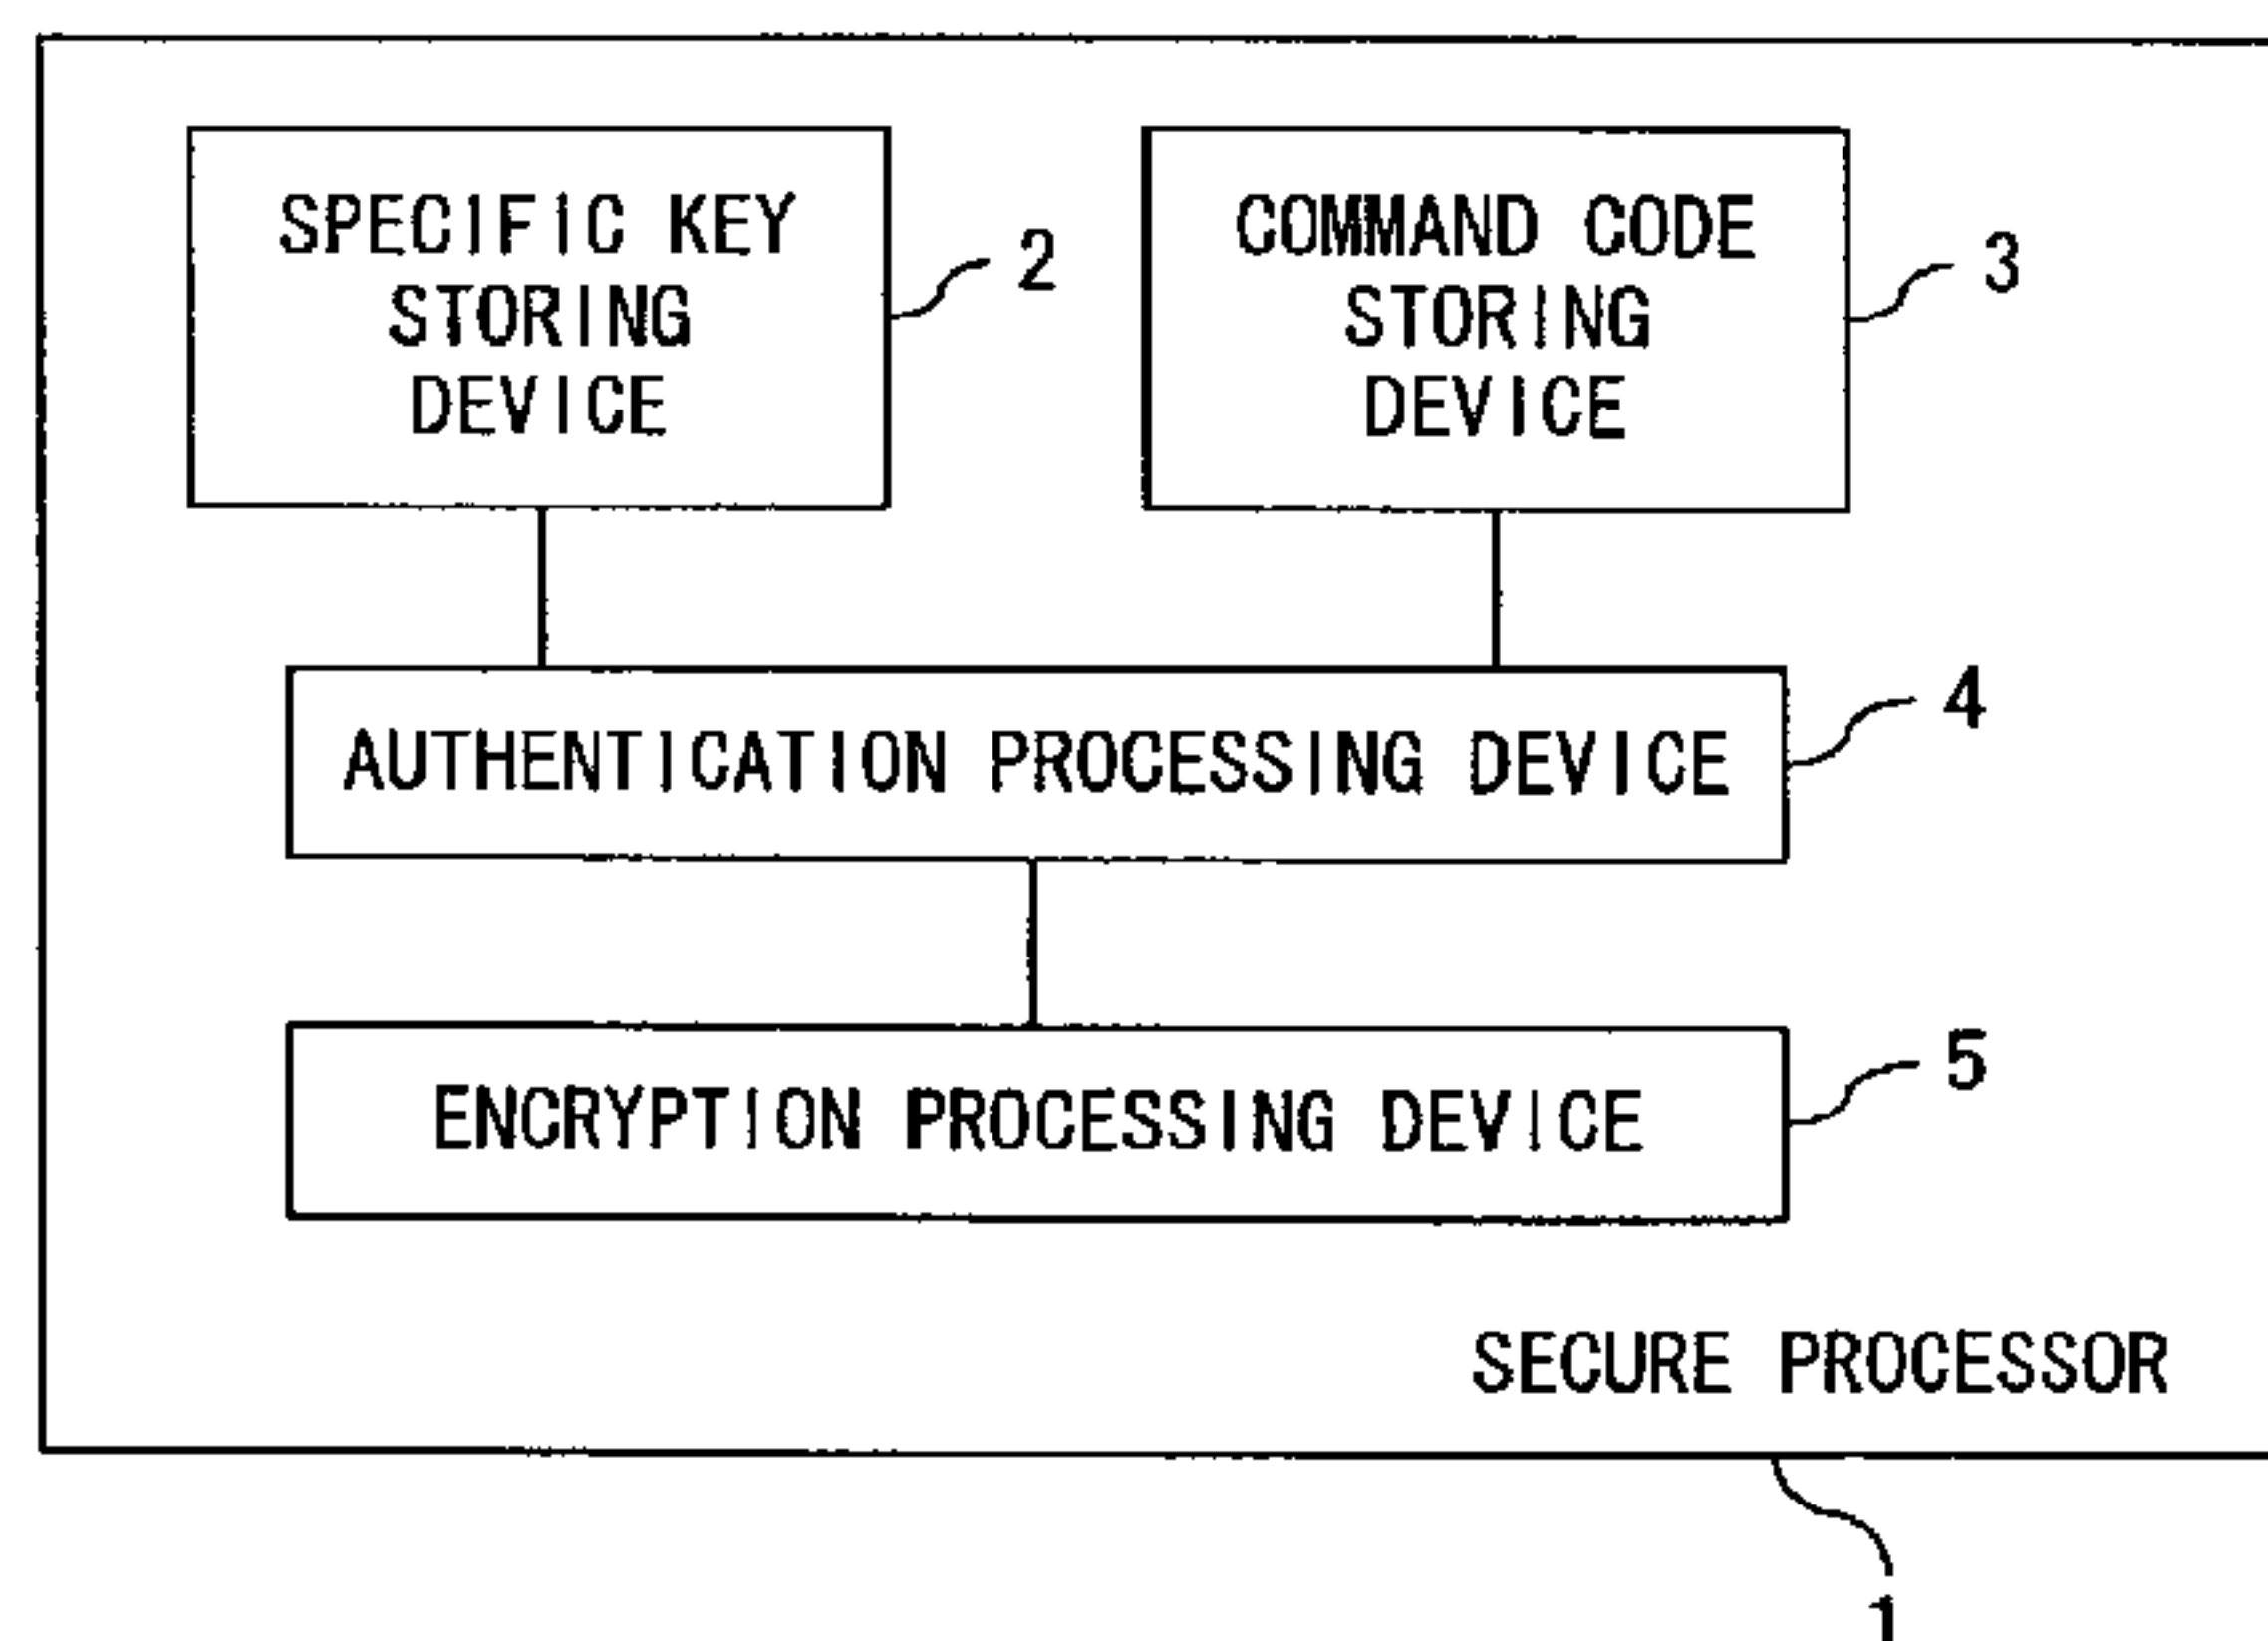 SPECIFIC KEY
STORING
DEVICE
2
COMMAND CODE
STORING
DEVICE
3
AUTHENTICATION PROCESSING DEVICE
4
ENCRYPTION PROCESSING DEVICE
5
SECURE PROCESSOR
1